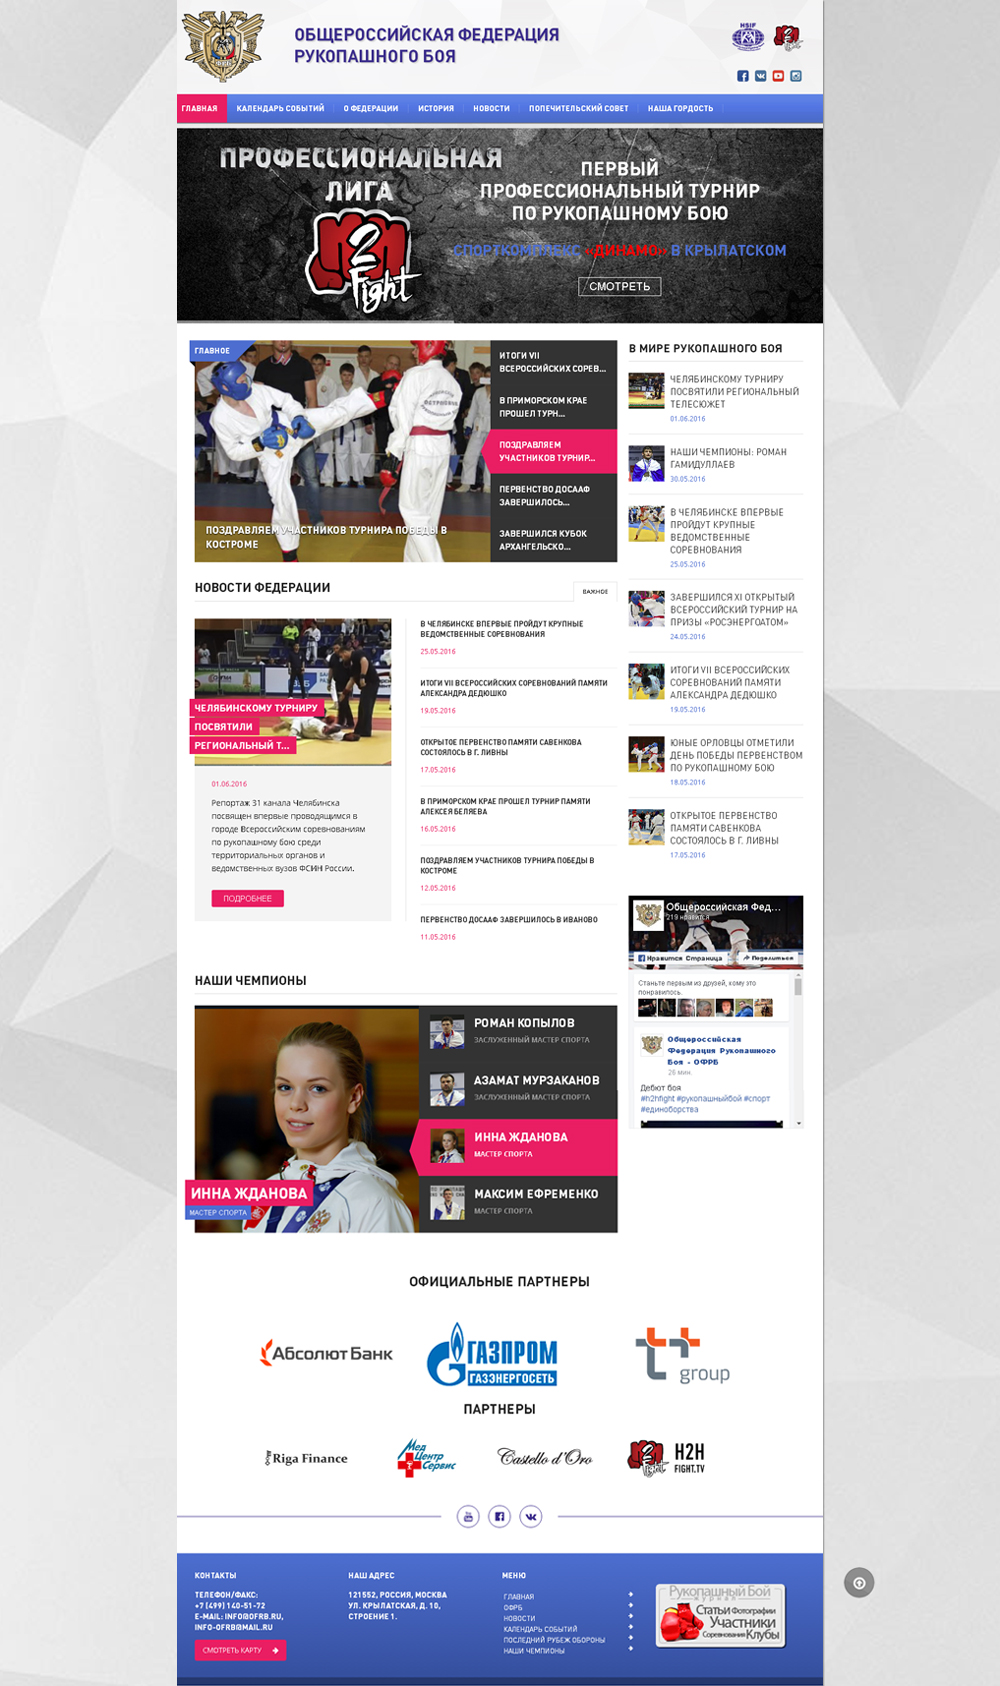 ОБЩЕРОССИЙСКАЯ ФЕДЕРАЦИЯ
РУКОПАШНОГО БОЯ
HSIF
ГЛАВНАЯ
КАЛЕНДАРЬ СОБЫТИЙ
О ФЕДЕРАЦИИ
ИСТОРИЯ
НОВОСТИ
ПОПЕЧИТЕЛЬСКИЙ СОВЕТ
НАША ГОРДОСТЬ
ПРОФЕССИОНАЛЬНАЯ
ЛИГА
H2H
Fight
ПЕРВЫЙ
ПРОФЕССИОНАЛЬНЫЙ ТУРНИР
ПО РУКОПАШНОМУ БОЮ
СПОРТКОМПЛЕКС «ДИНАМО» В КРЫЛАТСКОМ
СМОТРЕТЬ
ГЛАВНОЕ
ПОЗДРАВЛЯЕМ УЧАСТНИКОВ ТУРНИРА ПОБЕДЫ В
КОСТРОМЕ
ИТОГИ VII
ВСЕРОССИЙСКИХ СОРЕВ...
В ПРИМОРСКОМ КРАЕ
ПРОШЕЛ ТУРН...
ПОЗДРАВЛЯЕМ
УЧАСТНИКОВ ТУРНИР...
ПЕРВЕНСТВО ДОСААФ
ЗАВЕРШИЛОСЬ...
ЗАВЕРШИЛСЯ КУБОК
АРХАНГЕЛЬСКО...
НОВОСТИ ФЕДЕРАЦИИ
ВАЖНОЕ
ЧЕЛЯБИНСКОМУ ТУРНИРУ
ПОСВЯТИЛИ
РЕГИОНАЛЬНЫЙ Т...
01.06.2016
Репортаж 31 канала Челябинска
посвящен впервые проводящимся в
городе Всероссийским соревнованиям
по рукопашному бою среди
территориальных органов и
ведомственных вузов ФСИН России.
ПОДРОБНЕЕ
В ЧЕЛЯБИНСКЕ ВПЕРВЫЕ ПРОЙДУТ КРУПНЫЕ
ВЕДОМСТВЕННЫЕ СОРЕВНОВАНИЯ
25.05.2016
ИТОГИ VII ВСЕРОССИЙСКИХ СОРЕВНОВАНИЙ ПАМЯТИ
АЛЕКСАНДРА ДЕДЮШКО
19.05.2016
ОТКРЫТОЕ ПЕРВЕНСТВО ПАМЯТИ САВЕНКОВА
СОСТОЯЛОСЬ В Г. ЛИВНЫ
17.05.2016
В ПРИМОРСКОМ КРАЕ ПРОШЕЛ ТУРНИР ПАМЯТИ
АЛЕКСЕЯ БЕЛЯЕВА
16.05.2016
ПОЗДРАВЛЯЕМ УЧАСТНИКОВ ТУРНИРА ПОБЕДЫ В
КОСТРОМЕ
12.05.2016
ПЕРВЕНСТВО ДОСААФ ЗАВЕРШИЛОСЬ В ИВАНОВО
11.05.2016
В МИРЕ РУКОПАШНОГО БОЯ
ЧЕЛЯБИНСКОМУ ТУРНИРУ
ПОСВЯТИЛИ РЕГИОНАЛЬНЫЙ
ТЕЛЕСЮЖЕТ
01.06.2016
НАШИ ЧЕМПИОНЫ: РОМАН
ГАМИДУЛЛАЕВ
30.05.2016
В ЧЕЛЯБИНСКЕ ВПЕРВЫЕ
ПРОЙДУТ КРУПНЫЕ
ВЕДОМСТВЕННЫЕ
СОРЕВНОВАНИЯ
25.05.2016
ЗАВЕРШИЛСЯ XI ОТКРЫТЫЙ
ВСЕРОССИЙСКИЙ ТУРНИР НА
ПРИЗЫ «РОСЭНЕРГОАТОМ»
24.05.2016
ИТОГИ VII ВСЕРОССИЙСКИХ
СОРЕВНОВАНИЙ ПАМЯТИ
АЛЕКСАНДРА ДЕДЮШКО
19.05.2016
ЮНЫЕ ОРЛОВЦЫ ОТМЕТИЛИ
ДЕНЬ ПОБЕДЫ ПЕРВЕНСТВОМ
ПО РУКОПАШНОМУ БОЮ
18.05.2016
ОТКРЫТОЕ ПЕРВЕНСТВО
ПАМЯТИ САВЕНКОВА
СОСТОЯЛОСЬ В Г. ЛИВНЫ
17.05.2016
Общероссийская Фед...
219 нравится
Нравится Страница
Поделиться
Станьте первым из друзей, кому это
понравилось.
Общероссийская
Федерация Рукопашного
Боя - ОФРБ
26 мин.
Дебют боя
#h2hfight #рукопашныйбой #спорт
#единоборства
НАШИ ЧЕМПИОНЫ
ИННА ЖДАНОВА
МАСТЕР СПОРТА
РОМАН КОПЫЛОВ
ЗАСЛУЖЕННЫЙ МАСТЕР СПОРТА
АЗАМАТ МУРЗАКАНОВ
ЗАСЛУЖЕННЫЙ МАСТЕР СПОРТА
ИННА ЖДАНОВА
МАСТЕР СПОРТА
МАКСИМ ЕФРЕМЕНКО
МАСТЕР СПОРТА
ОФИЦИАЛЬНЫЕ ПАРТНЕРЫ
Абсолют Банк
ГАЗПРОМ
ГАЗЭНЕРГОСЕТЬ
group
ПАРТНЕРЫ
Riga Finance
Мед
Центр
Сервис
Castello d'Oro
Fight
H2H
FIGHT.TV
КОНТАКТЫ
ТЕЛЕФОН/ФАКС:
+7 (499) 140-51-72
E-MAIL: INFO@OFRB.RU,
INFO-OFRB@MAIL.RU
СМОТРЕТЬ КАРТУ
НАШ АДРЕС
121552, РОССИЯ, МОСКВА
УЛ. КРЫЛАТСКАЯ, Д. 10,
СТРОЕНИЕ 1.
МЕНЮ
ГЛАВНАЯ
ОФРБ
НОВОСТИ
КАЛЕНДАРЬ СОБЫТИЙ
ПОСЛЕДНИЙ РУБЕЖ ОБОРОНЫ
НАШИ ЧЕМПИОНЫ
Рукопашный Бой
журнал
Статьи Фотографии
Участники
Соревнования Клубы